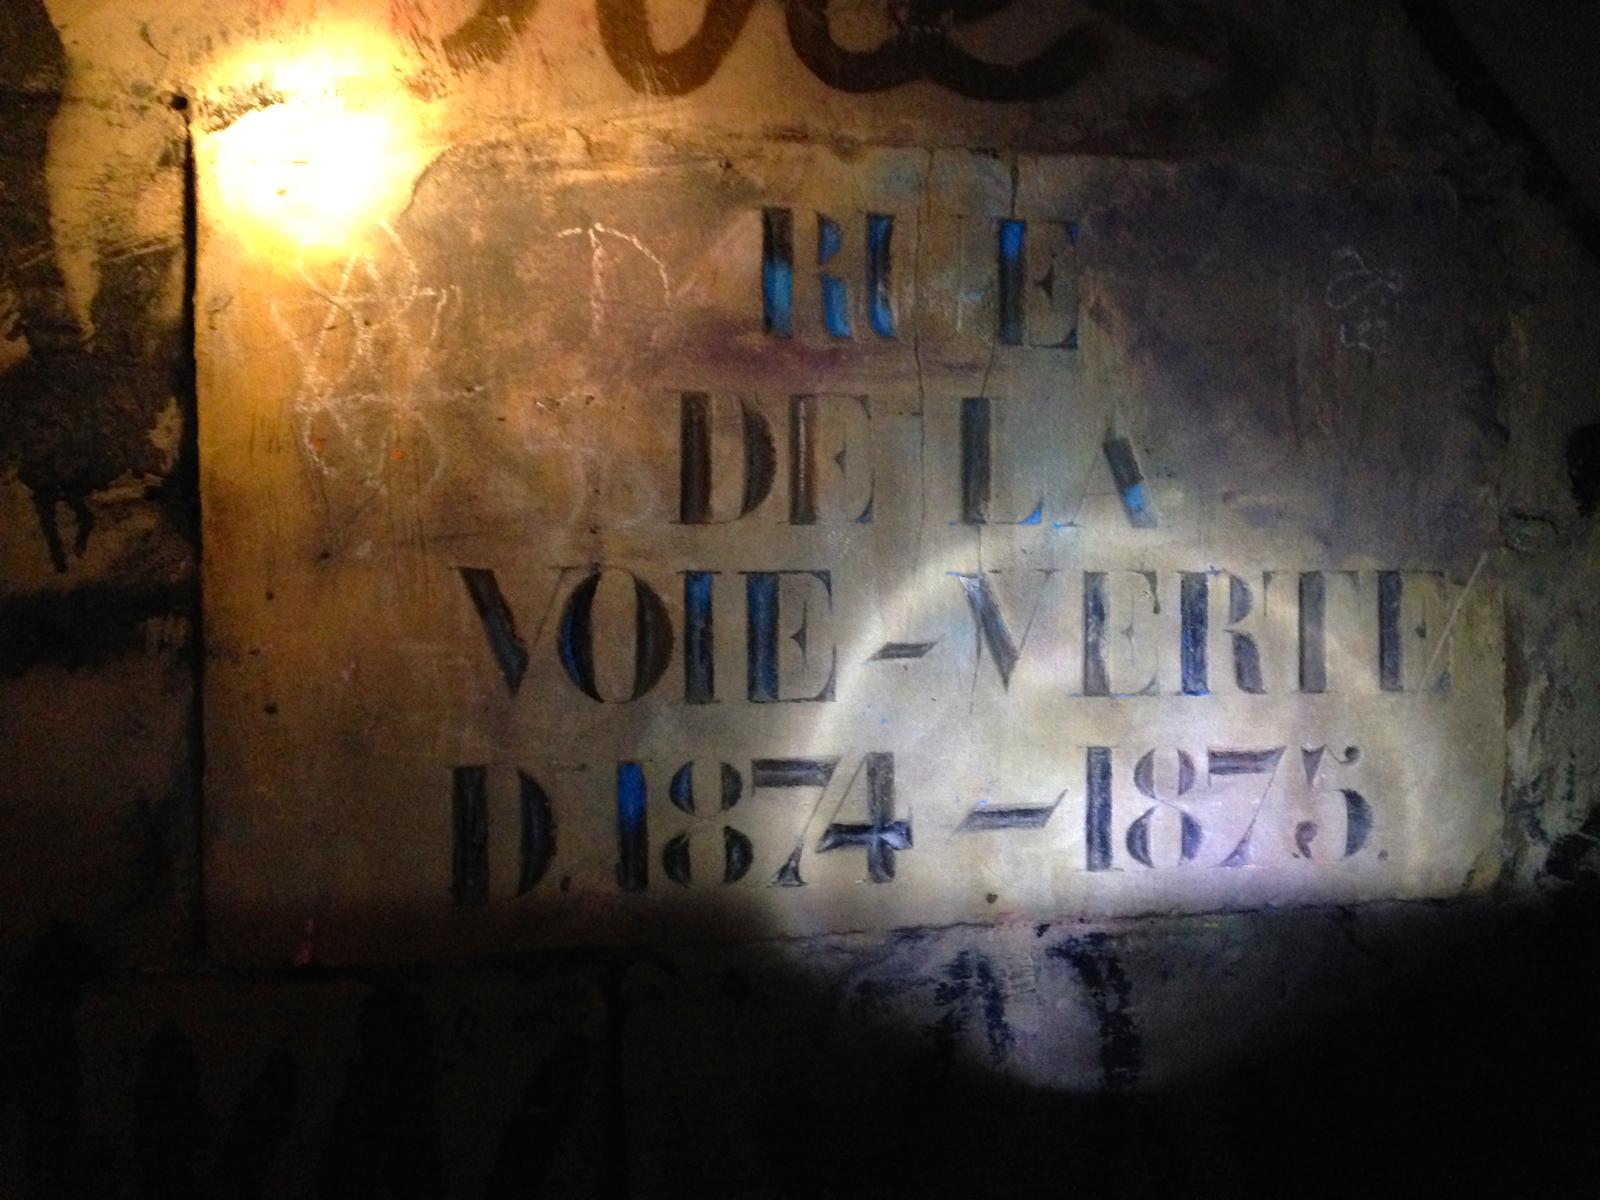 RUE
DE LA
VOIE-VERTE
D. 1874-1875.